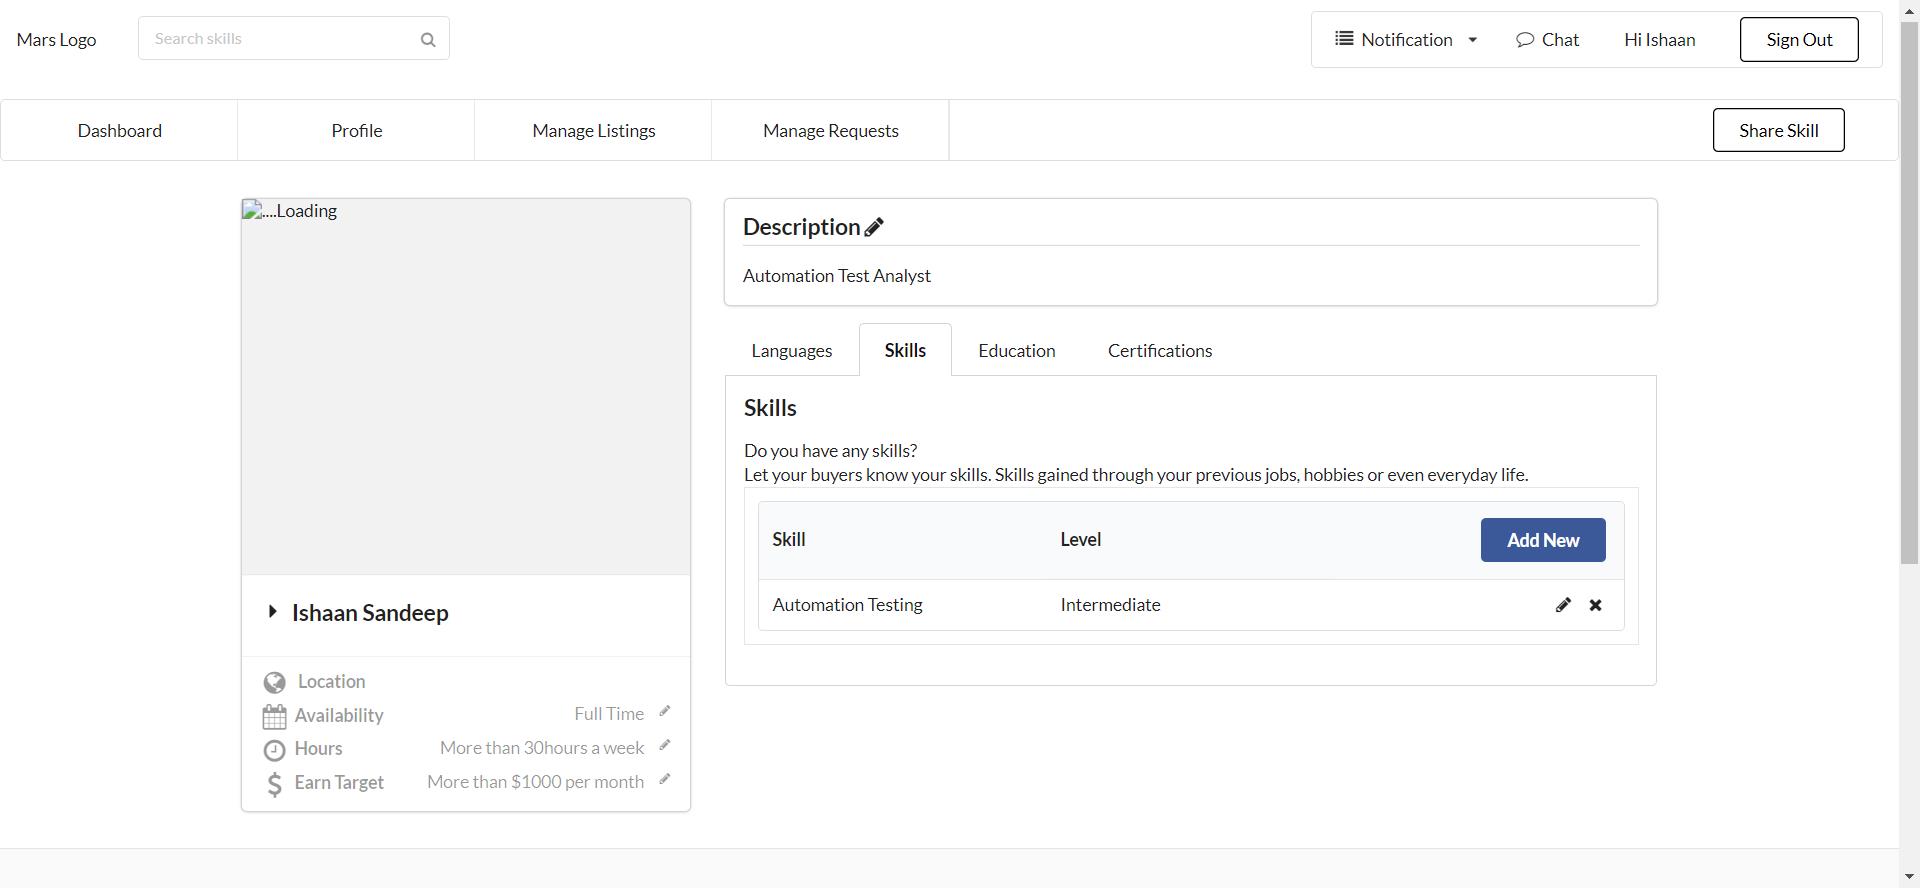 Mars Logo
Search skills
Notification
Chat
Hi Ishaan
Sign Out
Dashboard
Profile
Manage Listings
Manage Requests
Share Skill
....Loading
Ishaan Sandeep
Location
Availability Full Time
Hours More than 30hours a week
Earn Target More than $1000 per month
Description
Automation Test Analyst
Languages
Skills
Education
Certifications
Skills
Do you have any skills?
Let your buyers know your skills. Skills gained through your previous jobs, hobbies or even everyday life.
Skill Level Add New
Automation Testing Intermediate